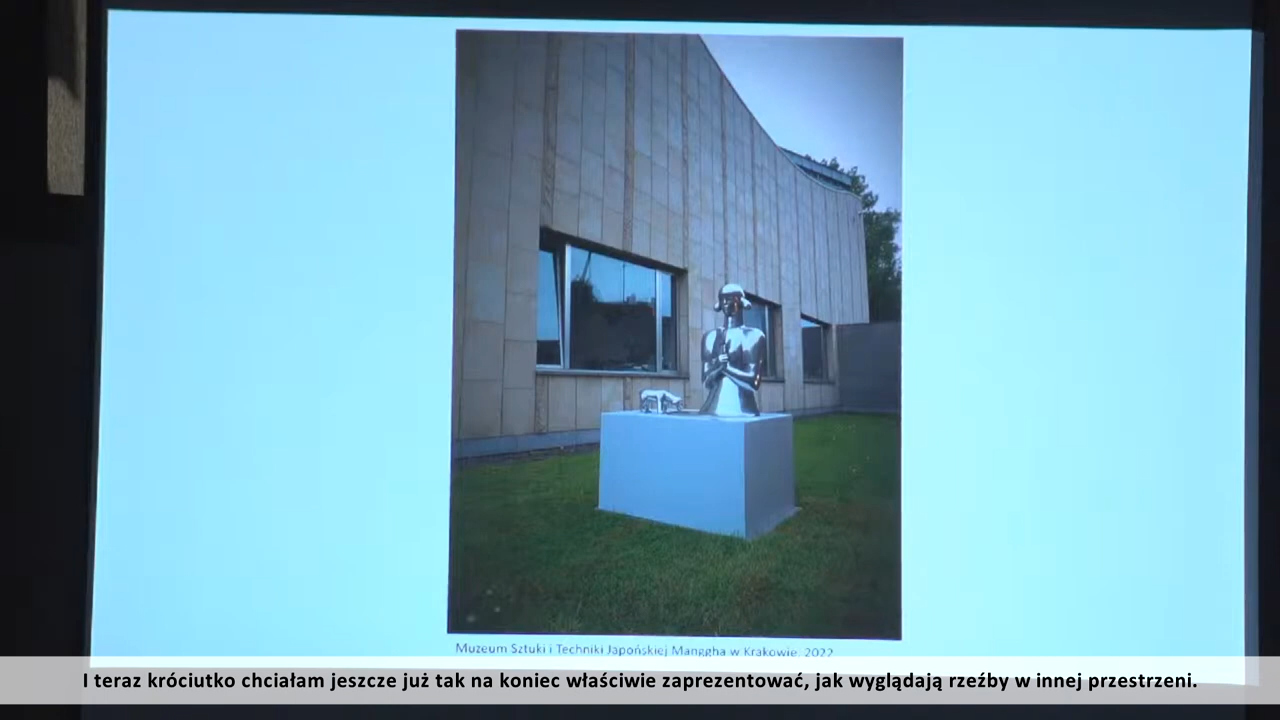 Muzeum Sztuki i Techniki Japońskiej Manggha w Krakowie, 2022
I teraz króciutko chciałam jeszcze już tak na koniec właściwie zaprezentować, jak wyglądają rzeźby w innej przestrzeni.